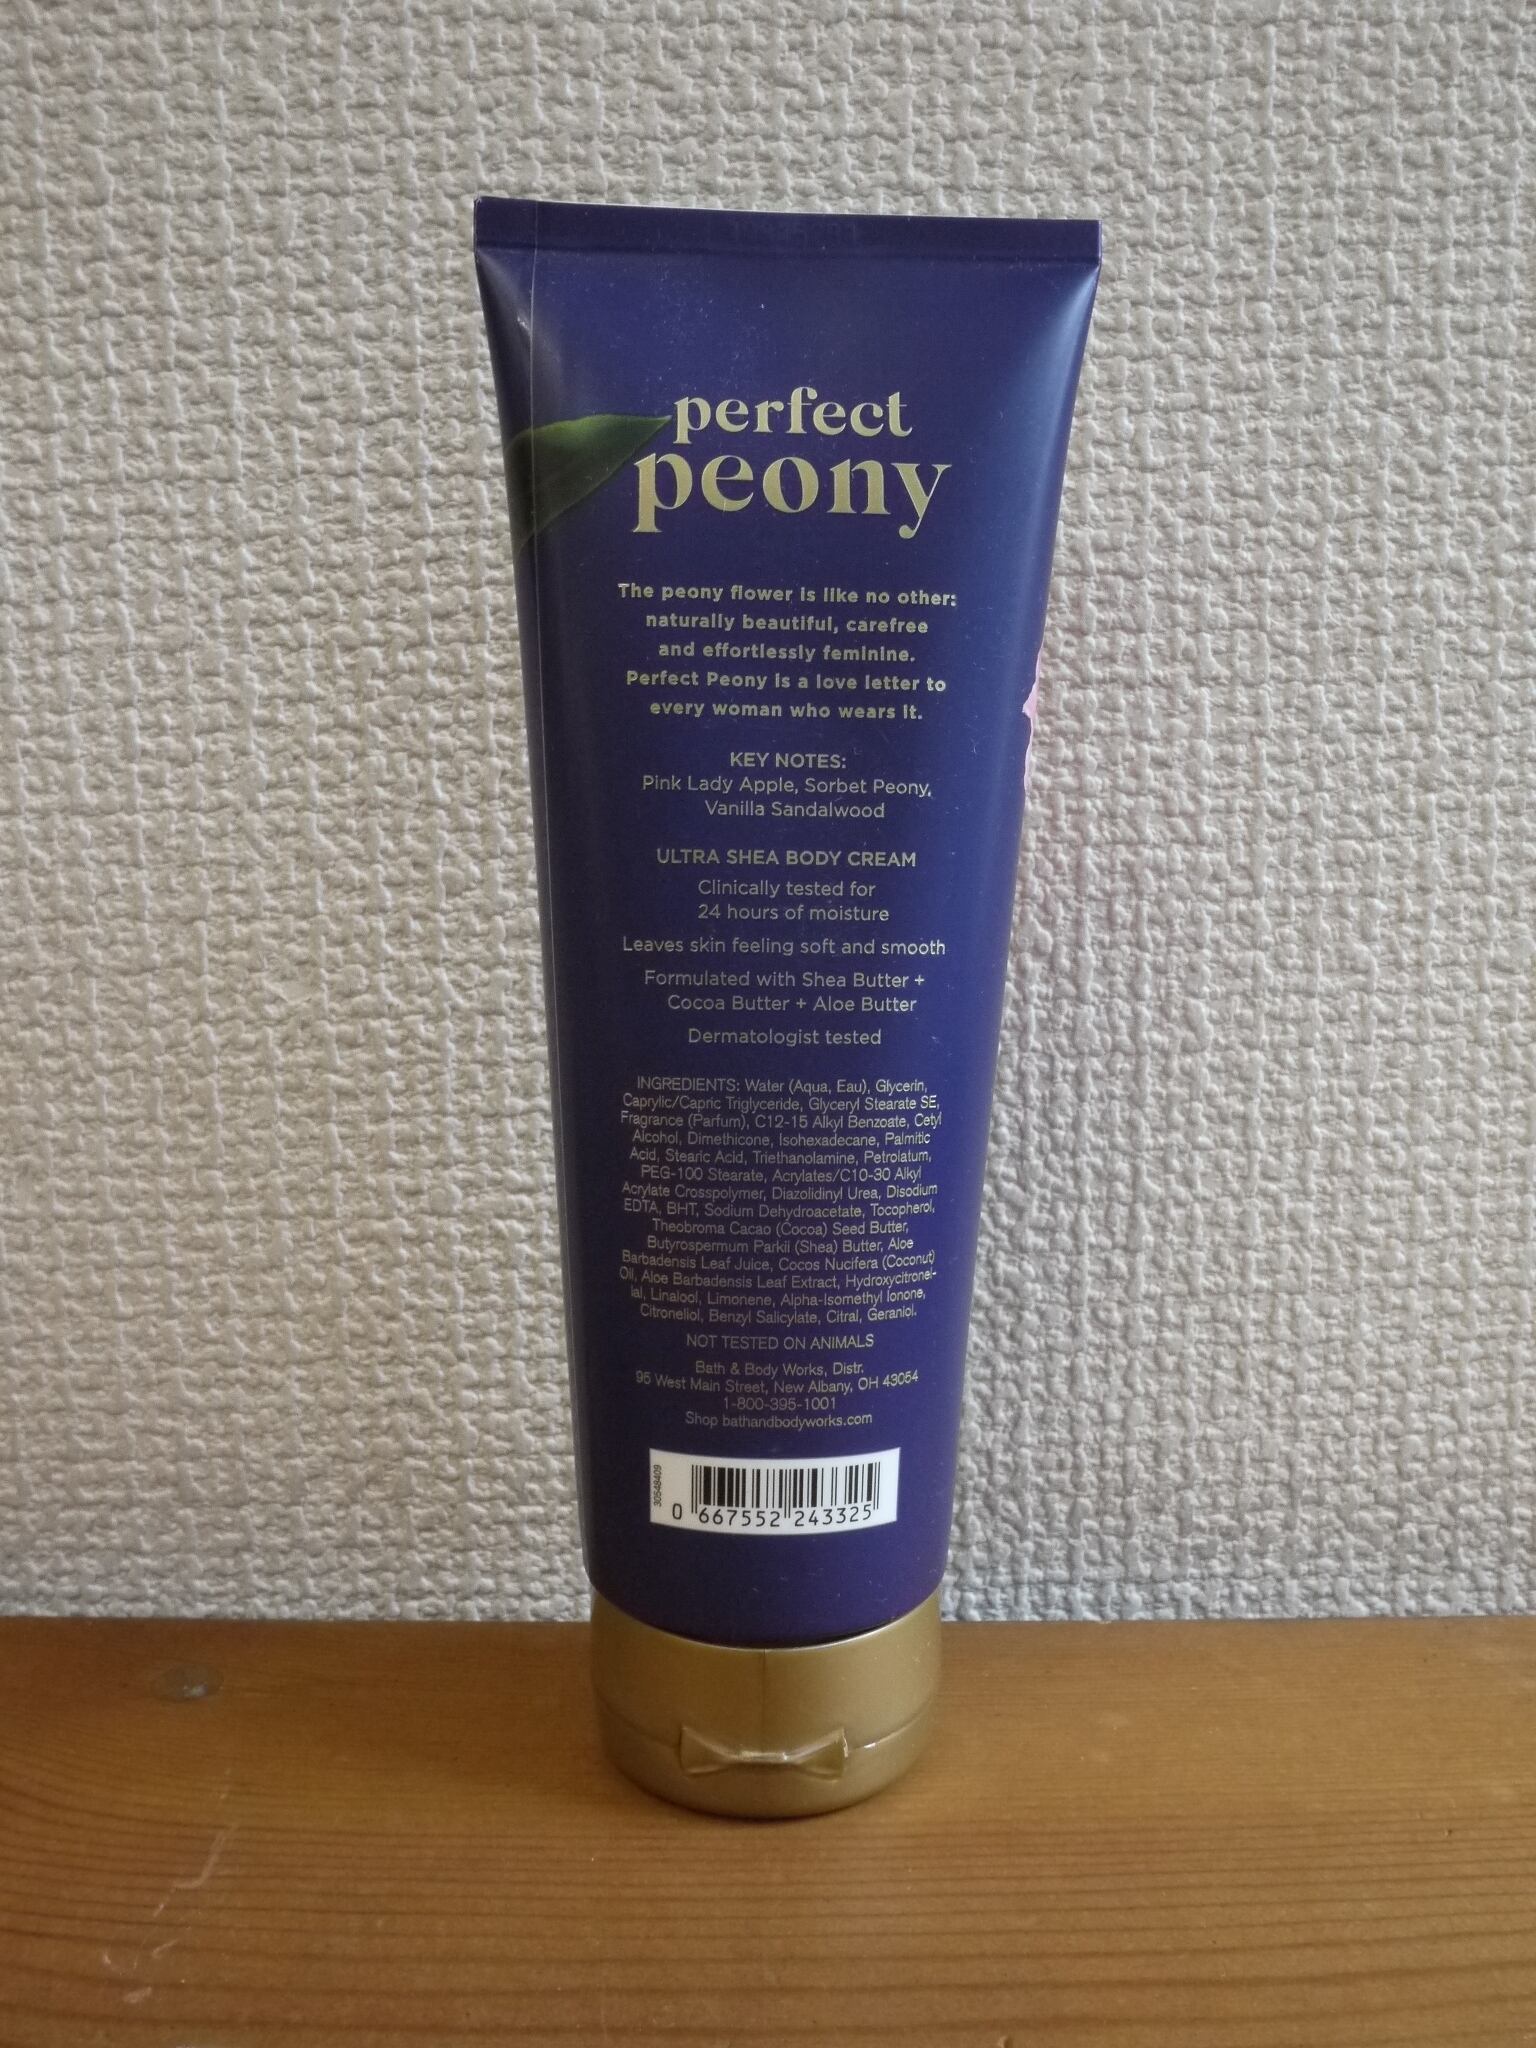 perfect
peony
The peony flower is like no other:
naturally beautiful, carefree
and effortlessly feminine.
Perfect Peony is a love letter to
every woman who wears it.
KEY NOTES:
Pink Lady Apple, Sorbet Peony,
Vanilla Sandalwood
ULTRA SHEA BODY CREAM
Clinically tested for
24 hours of moisture
Leaves skin feeling soft and smooth
Formulated with Shea Butter +
Cocoa Butter + Aloe Butter
Dermatologist tested
INGREDIENTS: Water (Aqua, Eau), Glycerin,
Caprylic/Capric Triglyceride, Glyceryl Stearate SE,
Fragrance (Parfum), C12-15 Alkyl Benzoate, Cetyl
Alcohol, Dimethicone, Isohexadecane, Palmitic
Acid, Stearic Acid, Triethanolamine, Petrolatum,
PEG-100 Stearate, Acrylates/C10-30 Alkyl
Acrylate Crosspolymer, Diazolidinyl Urea, Disodium
EDTA, BHT, Sodium Dehydroacetate, Tocopherol,
Theobroma Cacao (Cocoa) Seed Butter,
Butyrospermum Parkii (Shea) Butter, Aloe
Barbadensis Leaf Juice, Cocos Nucifera (Coconut)
Oil, Aloe Barbadensis Leaf Extract, Hydroxycitronel-
lal, Linalool, Limonene, Alpha-Isomethyl Ionone,
Citronellol, Benzyl Salicylate, Citral, Geraniol.
NOT TESTED ON ANIMALS
Bath & Body Works, Distr.
95 West Main Street, New Albany, OH 43054
1-800-395-1001
Shop bathandbodyworks.com
30548409
0 667552 243325